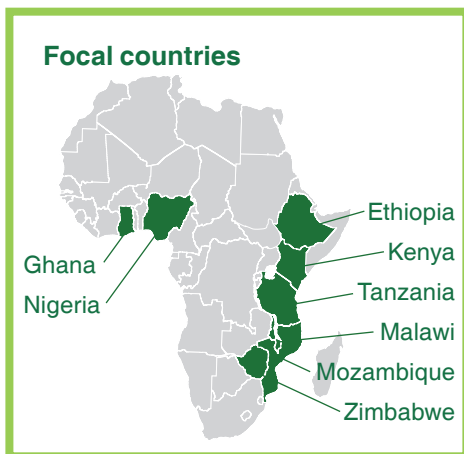 Focal countries
Ethiopia
Kenya
Tanzania
Malawi
Mozambique
Zimbabwe
Ghana
Nigeria